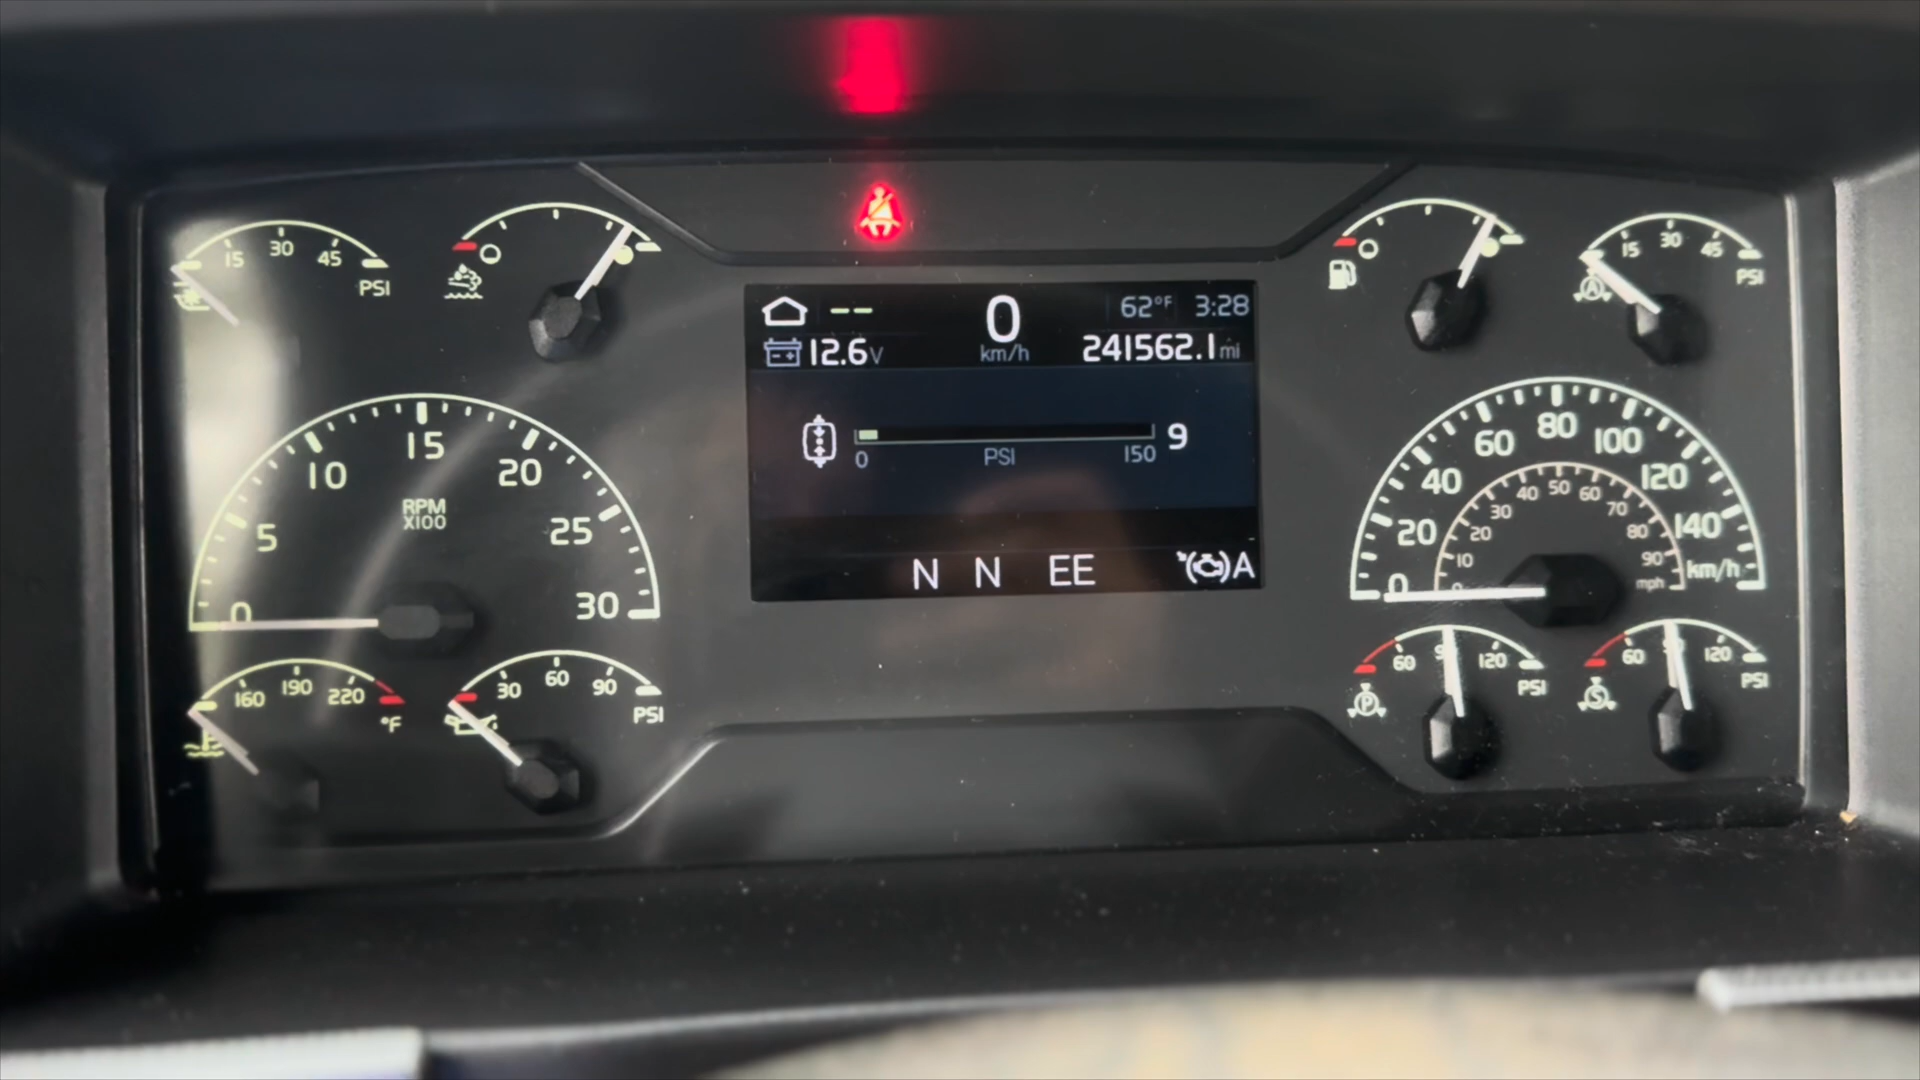 15 30 45
PSI
-- 0 62°F 3:28
12.6V km/h 241562.1mi
9
0 PSI 150
N N EE A
15 30 45
A
PSI
0 5 10 15 20 25 30
RPM
X100
0 20 40 60 80 100 120 140
km/h
0 10 20 30 40 50 60 70 80 90
mph
160 190 220
°F
30 60 90
PSI
60 120
PSI
P
60 120
PSI
S